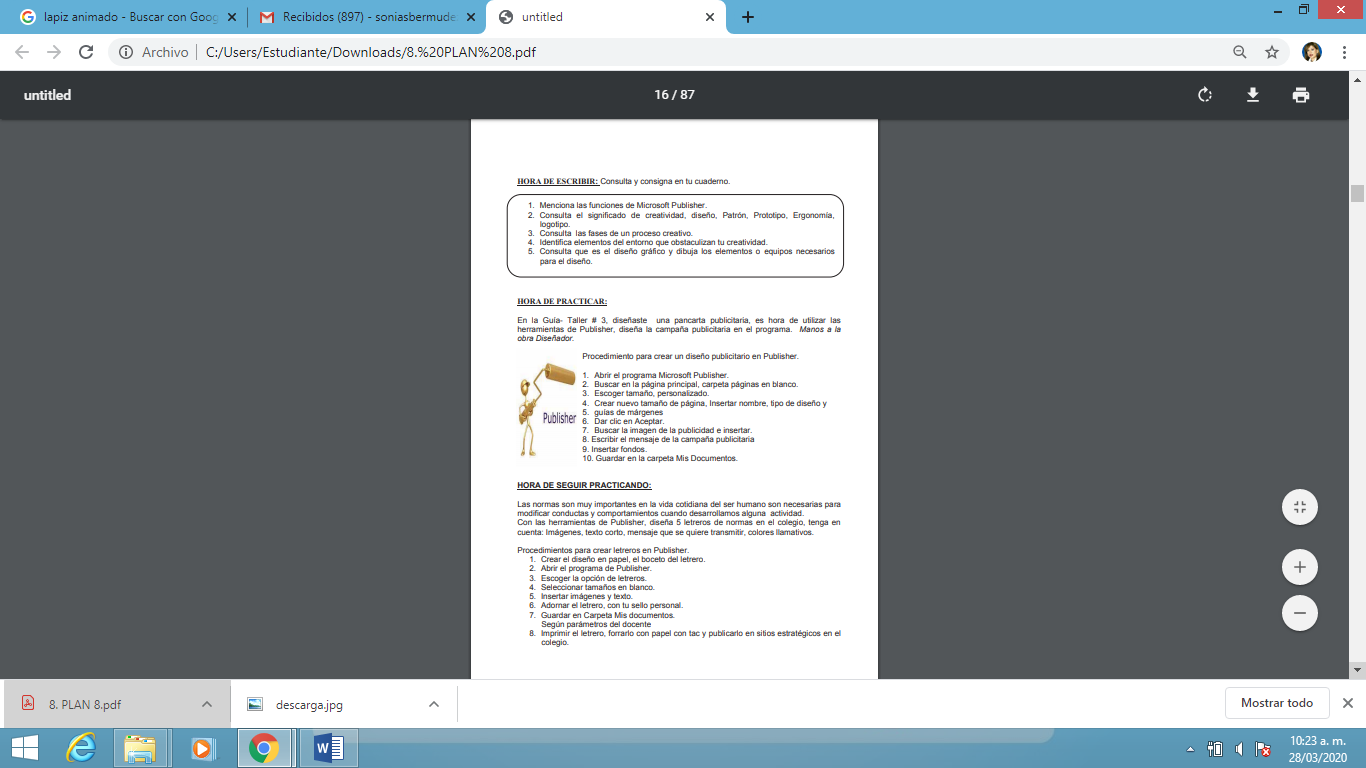 lapiz animado - Buscar con Goog
Recibidos (897) - soniasbermude
untitled
Archivo
C:/Users/Estudiante/Downloads/8.%20PLAN%208.pdf
untitled
16 / 87
HORA DE ESCRIBIR: Consulta y consigna en tu cuaderno.
1. Menciona las funciones de Microsoft Publisher.
2. Consulta el significado de creatividad, diseño, Patrón, Prototipo, Ergonomía,
logotipo.
3. Consulta las fases de un proceso creativo.
4. Identifica elementos del entorno que obstaculizan tu creatividad.
5. Consulta que es el diseño gráfico y dibuja los elementos o equipos necesarios
para el diseño.
HORA DE PRACTICAR:
En la Guía- Taller # 3, diseñaste una pancarta publicitaria, es hora de utilizar las
herramientas de Publisher, diseña la campaña publicitaria en el programa. Manos a la
obra Diseñador.
Procedimiento para crear un diseño publicitario en Publisher.
1. Abrir el programa Microsoft Publisher.
2. Buscar en la página principal, carpeta páginas en blanco.
3. Escoger tamaño, personalizado.
4. Crear nuevo tamaño de página, Insertar nombre, tipo de diseño y
5. guías de márgenes
6. Dar clic en Aceptar.
7. Buscar la imagen de la publicidad e insertar.
8. Escribir el mensaje de la campaña publicitaria
9. Insertar fondos.
10. Guardar en la carpeta Mis Documentos.
Publisher
HORA DE SEGUIR PRACTICANDO:
Las normas son muy importantes en la vida cotidiana del ser humano son necesarias para
modificar conductas y comportamientos cuando desarrollamos alguna actividad.
Con las herramientas de Publisher, diseña 5 letreros de normas en el colegio, tenga en
cuenta: Imágenes, texto corto, mensaje que se quiere transmitir, colores llamativos.
Procedimientos para crear letreros en Publisher.
1. Crear el diseño en papel, el boceto del letrero.
2. Abrir el programa de Publisher.
3. Escoger la opción de letreros.
4. Seleccionar tamaños en blanco.
5. Insertar imágenes y texto.
6. Adornar el letrero, con tu sello personal.
7. Guardar en Carpeta Mis documentos.
Según parámetros del docente
8. Imprimir el letrero, forrarlo con papel con tac y publicarlo en sitios estratégicos en el
colegio.
8. PLAN 8.pdf
descarga.jpg
Mostrar todo
10:23 a. m.
28/03/2020